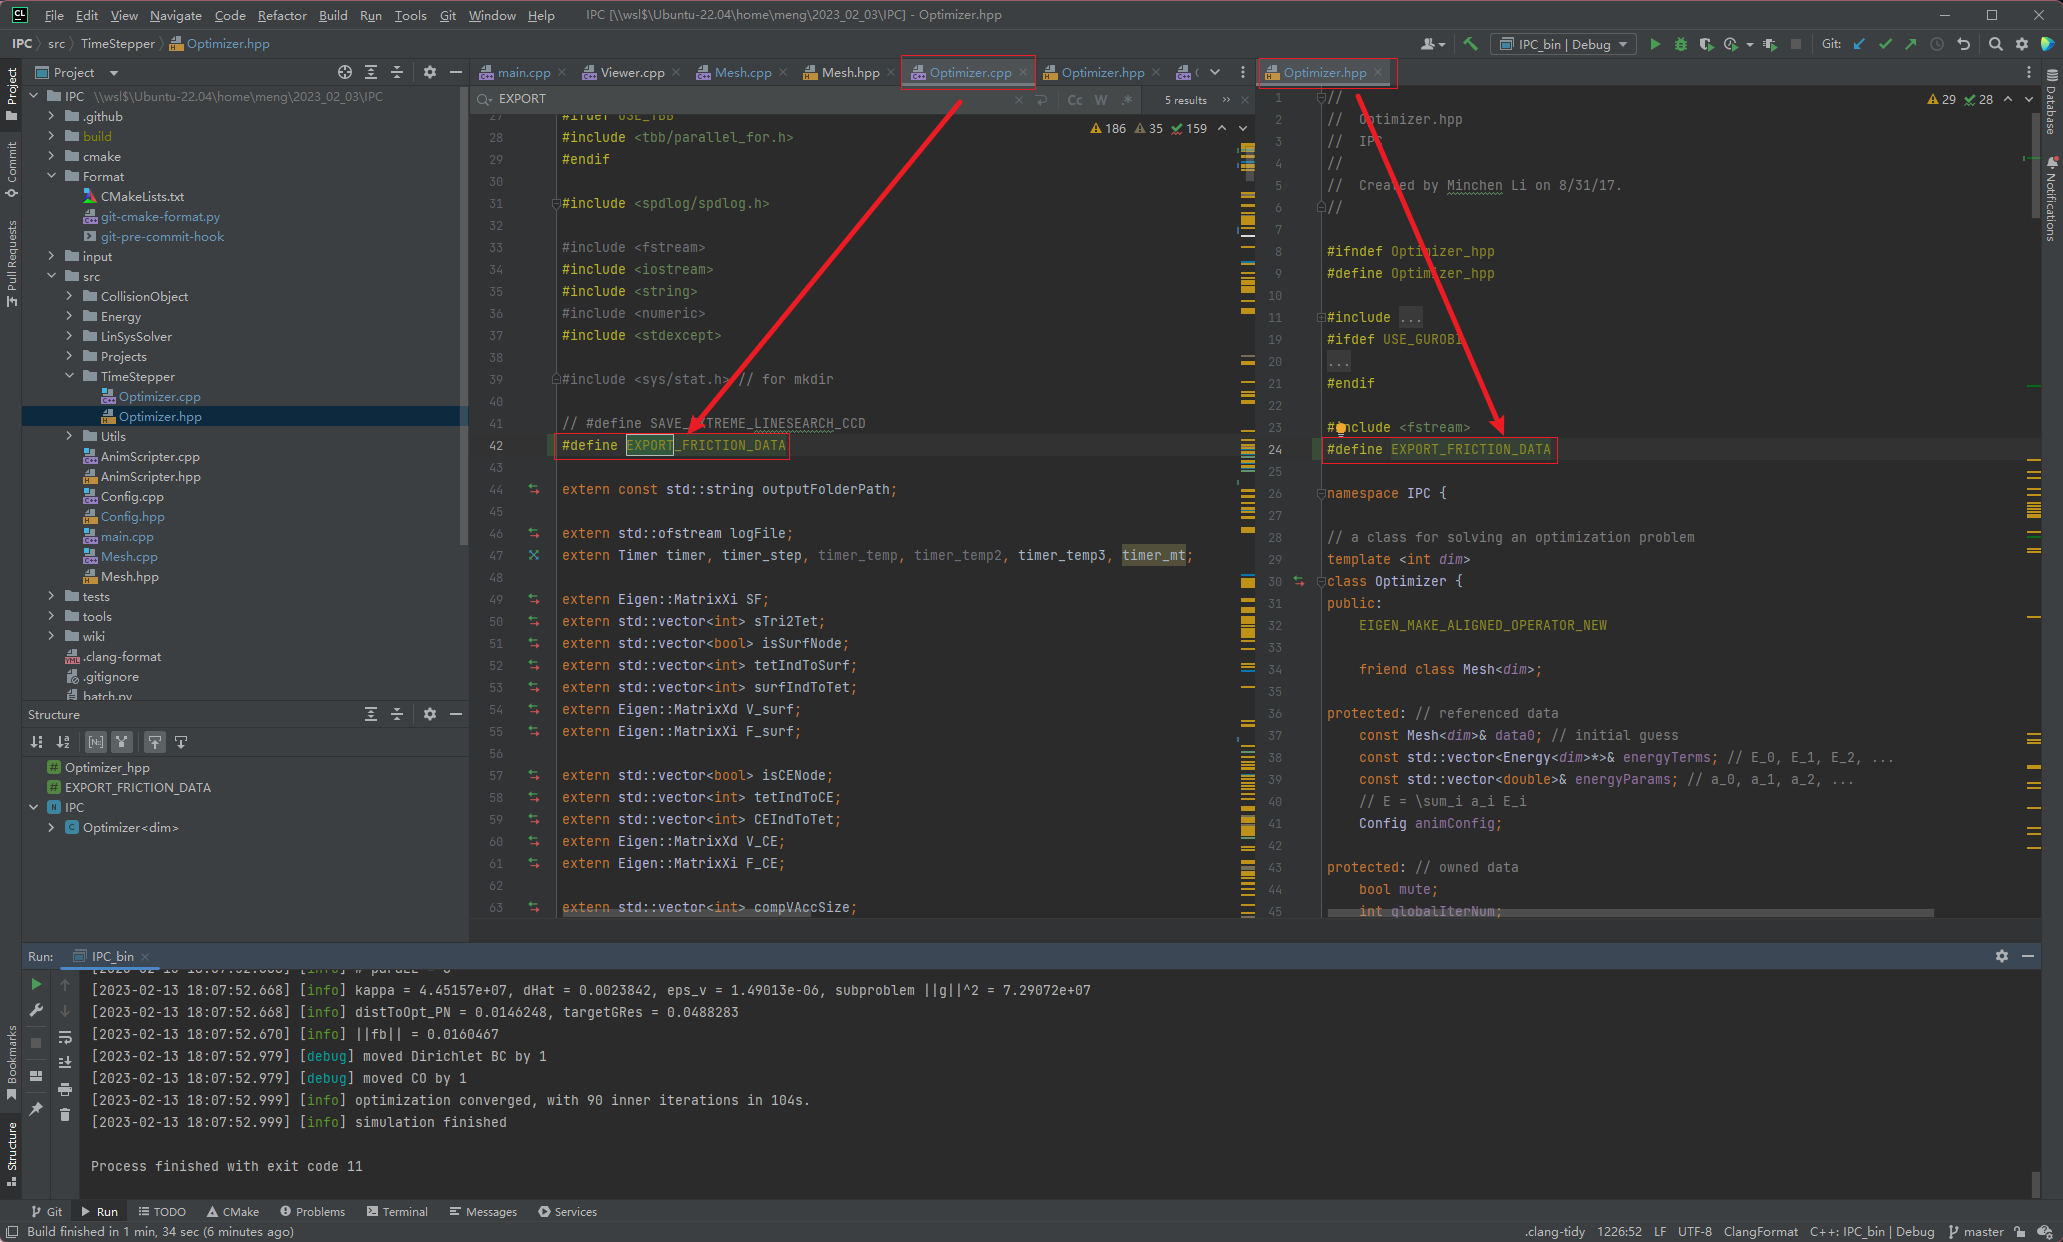 File Edit View Navigate Code Refactor Build Run Tools Git Window Help IPC [\\wsl$\Ubuntu-22.04\home\meng\2023_02_03\IPC] - Optimizer.hpp
IPC src TimeStepper Optimizer.hpp IPC_bin | Debug Git:
Project
main.cpp Viewer.cpp Mesh.cpp Mesh.hpp Optimizer.cpp Optimizer.hpp
Optimizer.hpp
IPC \\wsl$\Ubuntu-22.04\home\meng\2023_02_03\IPC
.github
build
cmake
Format
CMakeLists.txt
git-cmake-format.py
git-pre-commit-hook
input
src
CollisionObject
Energy
LinSysSolver
Projects
TimeStepper
Optimizer.cpp
Optimizer.hpp
Utils
AnimScripter.cpp
AnimScripter.hpp
Config.cpp
Config.hpp
main.cpp
Mesh.cpp
Mesh.hpp
tests
tools
wiki
.clang-format
.gitignore
batch.py
Structure
Optimizer_hpp
EXPORT_FRICTION_DATA
IPC
Optimizer<dim>
EXPORT Cc W .* 5 results
186 35 159
27 #ifdef USE_TBB
28 #include <tbb/parallel_for.h>
29 #endif
30
31 #include <spdlog/spdlog.h>
32
33 #include <fstream>
34 #include <iostream>
35 #include <string>
36 #include <numeric>
37 #include <stdexcept>
38
39 #include <sys/stat.h> // for mkdir
40
41 // #define SAVE_EXTREME_LINESEARCH_CCD
42 #define EXPORT_FRICTION_DATA
43
44 extern const std::string outputFolderPath;
45
46 extern std::ofstream logFile;
47 extern Timer timer, timer_step, timer_temp, timer_temp2, timer_temp3, timer_mt;
48
49 extern Eigen::MatrixXi SF;
50 extern std::vector<int> sTri2Tet;
51 extern std::vector<bool> isSurfNode;
52 extern std::vector<int> tetIndToSurf;
53 extern std::vector<int> surfIndToTet;
54 extern Eigen::MatrixXd V_surf;
55 extern Eigen::MatrixXi F_surf;
56
57 extern std::vector<bool> isCENode;
58 extern std::vector<int> tetIndToCE;
59 extern std::vector<int> CEIndToTet;
60 extern Eigen::MatrixXd V_CE;
61 extern Eigen::MatrixXi F_CE;
62
63 extern std::vector<int> compVAccSize;
29 28
1 //
2 // Optimizer.hpp
3 // IPC
4 //
5 // Created by Minchen Li on 8/31/17.
6 //
7
8 #ifndef Optimizer_hpp
9 #define Optimizer_hpp
10
11 #include ...
19 #ifdef USE_GUROBI
20 ...
21 #endif
22
23 #include <fstream>
24 #define EXPORT_FRICTION_DATA
25
26 namespace IPC {
27
28 // a class for solving an optimization problem
29 template <int dim>
30 class Optimizer {
31 public:
32 EIGEN_MAKE_ALIGNED_OPERATOR_NEW
33
34 friend class Mesh<dim>;
35
36 protected: // referenced data
37 const Mesh<dim>& data0; // initial guess
38 const std::vector<Energy<dim>*>& energyTerms; // E_0, E_1, E_2, ...
39 const std::vector<double>& energyParams; // a_0, a_1, a_2, ...
40 // E = \sum_i a_i E_i
41 Config animConfig;
42
43 protected: // owned data
44 bool mute;
45 int globalIterNum;
Run: IPC_bin
[2023-02-13 18:07:52.668] [info] # paraEE = 0
[2023-02-13 18:07:52.668] [info] kappa = 4.45157e+07, dHat = 0.0023842, eps_v = 1.49013e-06, subproblem ||g||^2 = 7.29072e+07
[2023-02-13 18:07:52.668] [info] distToOpt_PN = 0.0146248, targetGRes = 0.0488283
[2023-02-13 18:07:52.670] [info] ||fb|| = 0.0160467
[2023-02-13 18:07:52.979] [debug] moved Dirichlet BC by 1
[2023-02-13 18:07:52.979] [debug] moved CO by 1
[2023-02-13 18:07:52.999] [info] optimization converged, with 90 inner iterations in 104s.
[2023-02-13 18:07:52.999] [info] simulation finished
Process finished with exit code 11
Project
Commit
Pull Requests
Bookmarks
Structure
Database
Notifications
Git Run TODO CMake Problems Terminal Messages Services
Build finished in 1 min, 34 sec (6 minutes ago) .clang-tidy 1226:52 LF UTF-8 ClangFormat C++: IPC_bin | Debug master